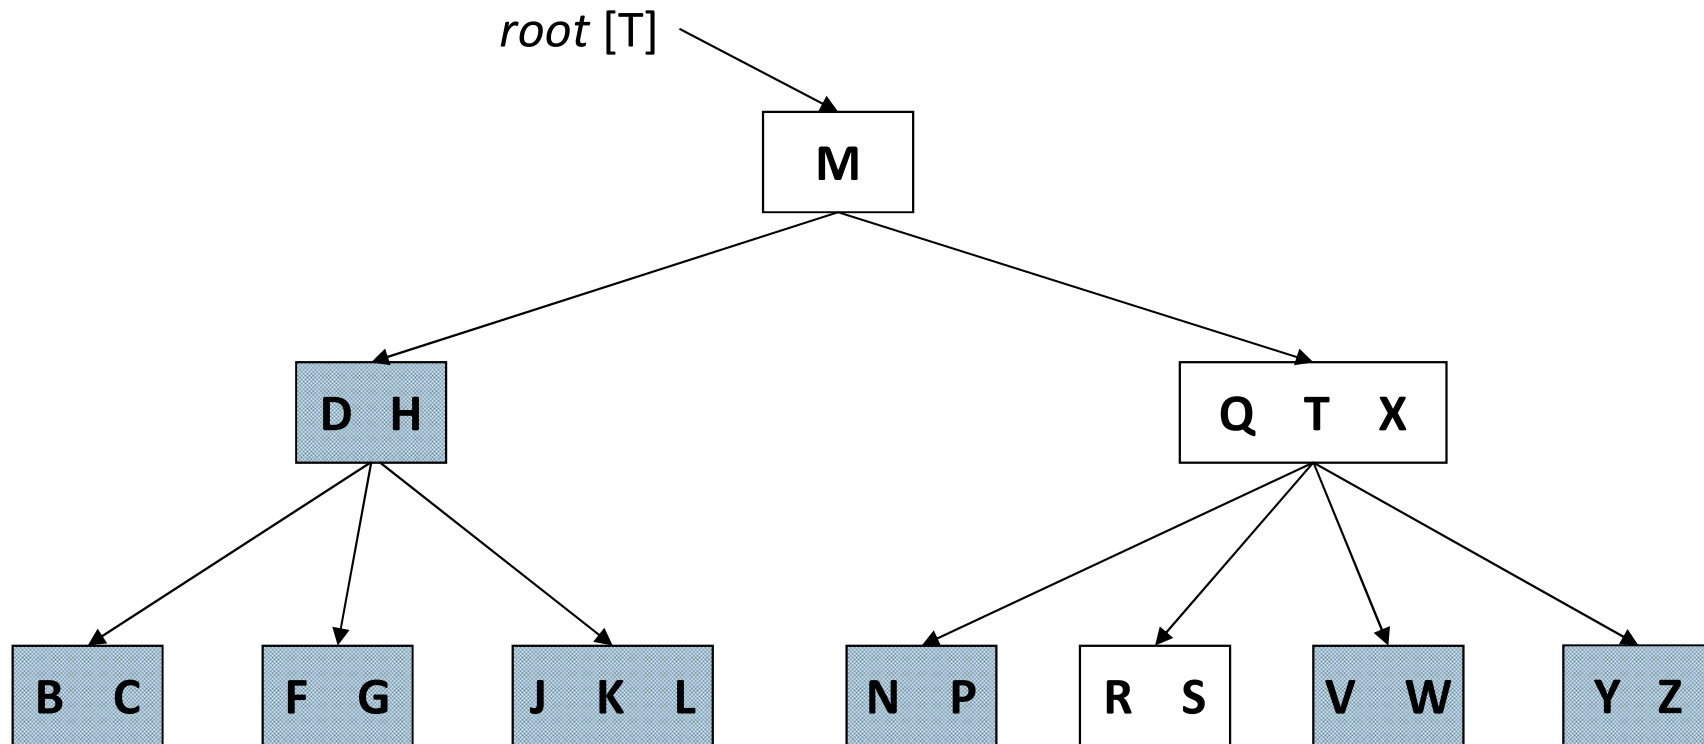 root [T]
M
D H
Q T X
B C
F G
J K L
N P
R S
V W
Y Z